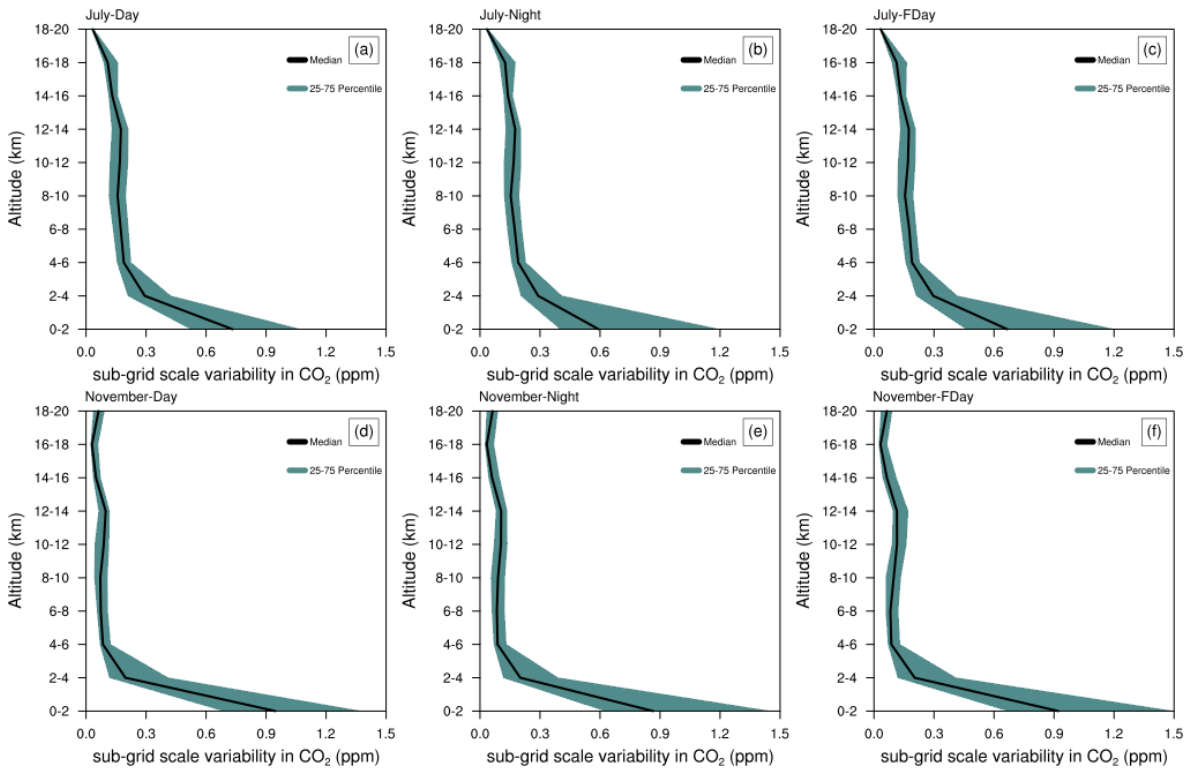 July-Day
18-20
16-18
14-16
12-14
10-12
8-10
6-8
4-6
2-4
0-2
Altitude (km)
(a)
Median
25-75 Percentile
0.0 0.3 0.6 0.9 1.2 1.5
sub-grid scale variability in CO₂ (ppm)
July-Night
18-20
16-18
14-16
12-14
10-12
8-10
6-8
4-6
2-4
0-2
Altitude (km)
(b)
Median
25-75 Percentile
0.0 0.3 0.6 0.9 1.2 1.5
sub-grid scale variability in CO₂ (ppm)
July-FDay
18-20
16-18
14-16
12-14
10-12
8-10
6-8
4-6
2-4
0-2
Altitude (km)
(c)
Median
25-75 Percentile
0.0 0.3 0.6 0.9 1.2 1.5
sub-grid scale variability in CO₂ (ppm)
November-Day
18-20
16-18
14-16
12-14
10-12
8-10
6-8
4-6
2-4
0-2
Altitude (km)
(d)
Median
25-75 Percentile
0.0 0.3 0.6 0.9 1.2 1.5
sub-grid scale variability in CO₂ (ppm)
November-Night
18-20
16-18
14-16
12-14
10-12
8-10
6-8
4-6
2-4
0-2
Altitude (km)
(e)
Median
25-75 Percentile
0.0 0.3 0.6 0.9 1.2 1.5
sub-grid scale variability in CO₂ (ppm)
November-FDay
18-20
16-18
14-16
12-14
10-12
8-10
6-8
4-6
2-4
0-2
Altitude (km)
(f)
Median
25-75 Percentile
0.0 0.3 0.6 0.9 1.2 1.5
sub-grid scale variability in CO₂ (ppm)